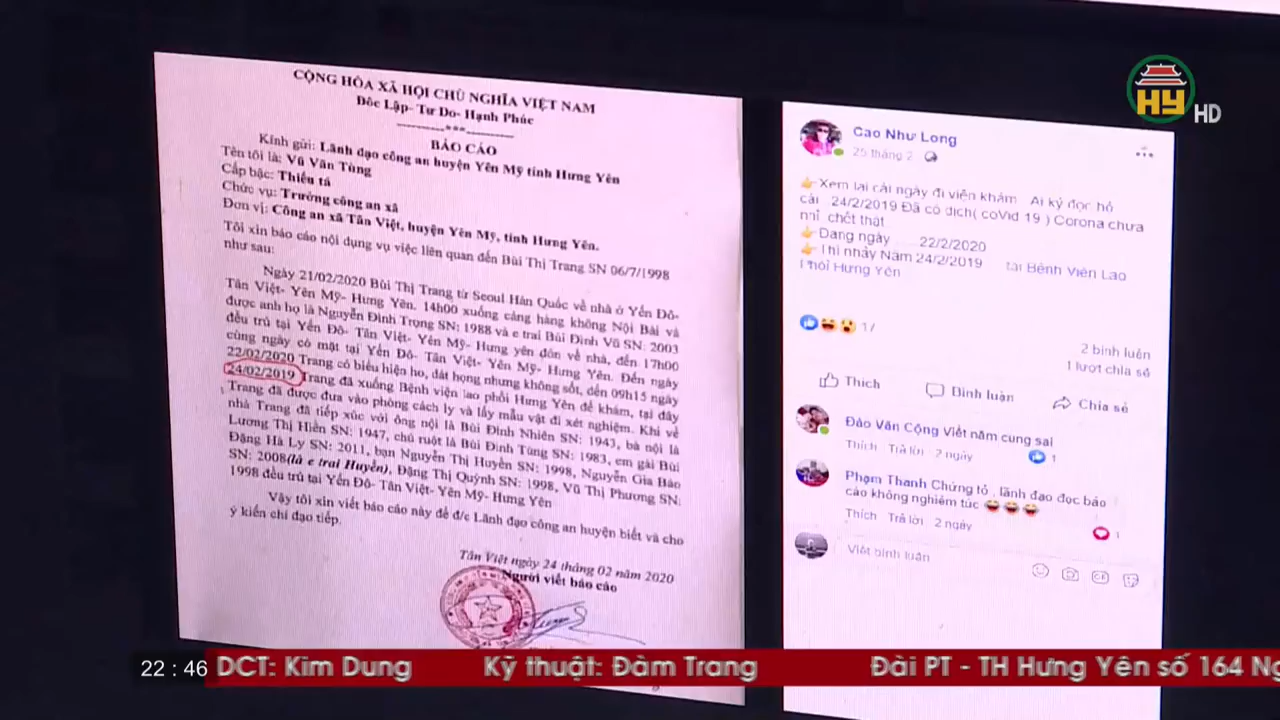 CỘNG HÒA XÃ HỘI CHỦ NGHĨA VIỆT NAM
Độc Lập- Tự Do- Hạnh Phúc
----------***----------
BÁO CÁO
Kính gửi: Lãnh đạo công an huyện Yên Mỹ tỉnh Hưng Yên
Tên tôi là: Vũ Văn Tùng
Cấp bậc: Thiếu tá
Chức vụ: Trưởng công an xã
Đơn vị: Công an xã Tân Việt, huyện Yên Mỹ, tỉnh Hưng Yên.
Tôi xin báo cáo nội dung vụ việc liên quan đến Bùi Thị Trang SN 06/7/1998
như sau:
Ngày 21/02/2020 Bùi Thị Trang từ Seoul Hàn Quốc về nhà ở Yến Đô-
Tân Việt- Yên Mỹ- Hưng Yên. 14h00 xuống cảng hàng không Nội Bài và
được anh họ là Nguyễn Đình Trọng SN: 1988 và e trai Bùi Đình Vũ SN: 2003
đều trú tại Yến Đô- Tân Việt- Yên Mỹ- Hưng yên đón về nhà, đến 17h00
cùng ngày có mặt tại Yến Đô- Tân Việt- Yên Mỹ- Hưng Yên. Đến ngày
22/02/2020 Trang có biểu hiện ho, đát họng nhưng không sốt, đến 09h15 ngày
24/02/2019 Trang đã xuống Bệnh viện lao phổi Hưng Yên để khám, tại đây
Trang đã được đưa vào phòng cách ly và lấy mẫu vật đi xét nghiệm. Khi về
nhà Trang đã tiếp xúc với ông nội là Bùi Đình Nhiên SN: 1943, bà nội là
Lương Thị Hiền SN: 1947, chú ruột là Bùi Đình Tùng SN: 1983, em gái Bùi
Đặng Hà Ly SN: 2011, bạn Nguyễn Thị Huyền SN: 1998, Nguyễn Gia Bảo
SN: 2008(là e trai Huyền), Đặng Thị Quỳnh SN: 1998, Vũ Thị Phương SN:
1998 đều trú tại Yến Đô- Tân Việt- Yên Mỹ- Hưng Yên
Vậy tôi xin viết báo cáo này để đ/c Lãnh đạo công an huyện biết và cho
ý kiến chỉ đạo tiếp.
Tân Việt ngày 24 tháng 02 năm 2020
Người viết báo cáo
HY HD
Cao Như Long
25 tháng 2
👉Xem lại cái ngày đi viện khám Ai ký đọc hồ
cái 24/2/2019 Đã có dịch( coVid 19 ) Corona chưa
nhỉ chết thật
👉Dạng ngày 22/2/2020
👉Thì nhảy Năm 24/2/2019 tại Bệnh Viện Lao
Phổi Hưng Yên
17
2 bình luận
1 lượt chia sẻ
Thích Bình luận Chia sẻ
Đào Văn Cộng Viết năm cung sai
Thích Trả lời 2 ngày 1
Phạm Thanh Chứng tỏ , lãnh đạo đọc báo
cáo không nghiêm túc 😂😂😂
Thích Trả lời 2 ngày 1
Viết bình luận
22 : 46 DCT: Kim Dung Kỹ thuật: Đàm Trang Đài PT - TH Hưng Yên số 164 Ng